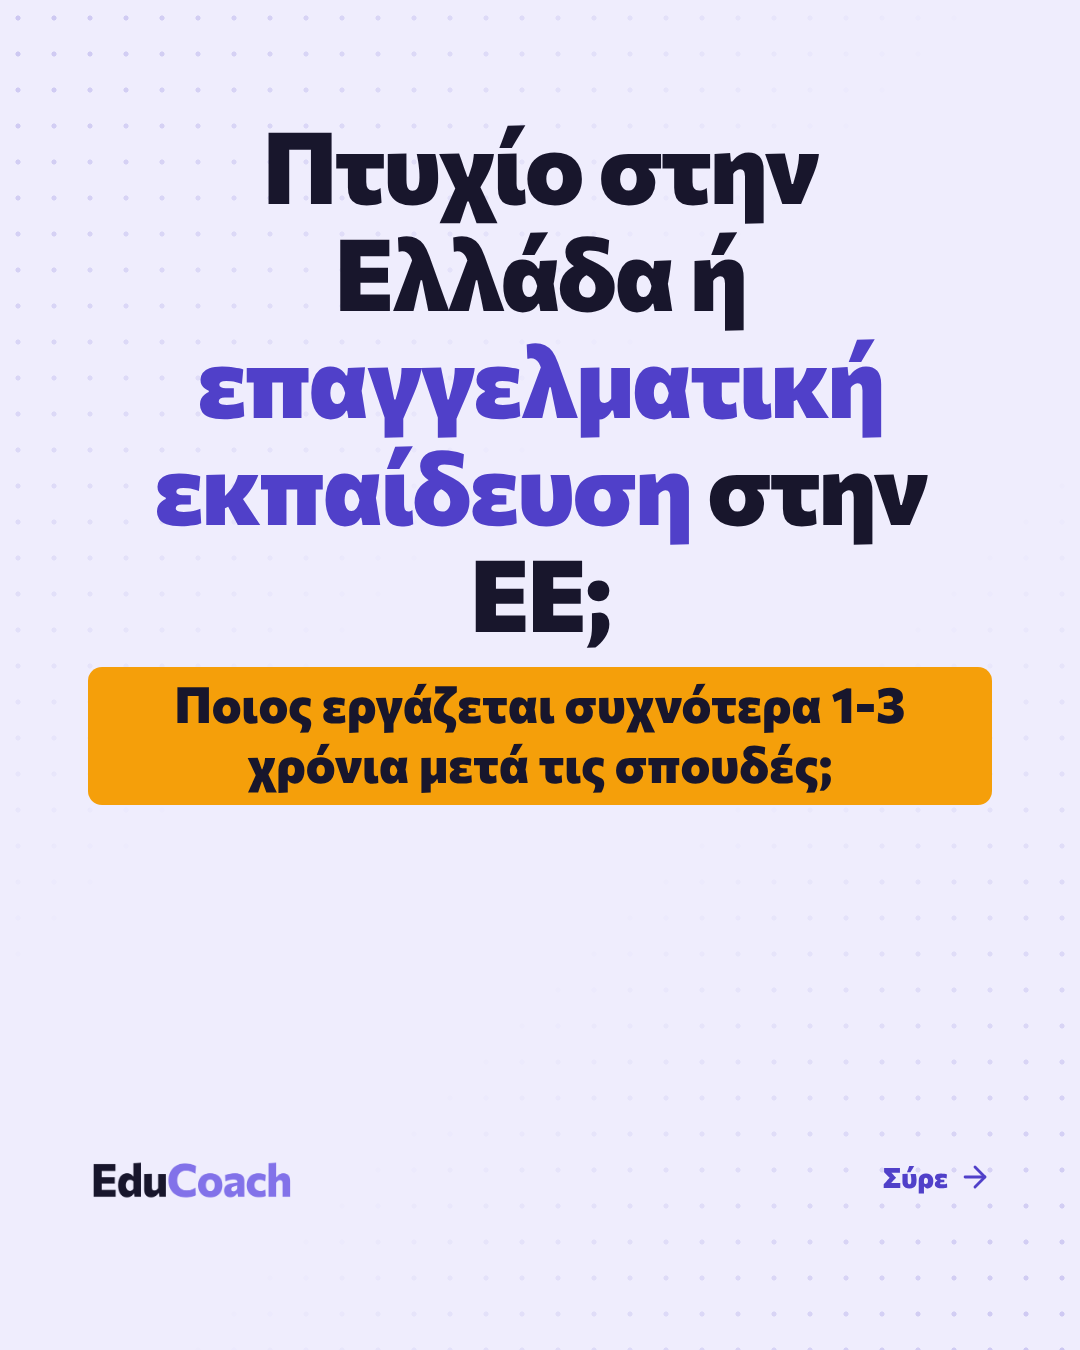 Πτυχίο στην
Ελλάδα ή
επαγγελματική
εκπαίδευση στην
ΕΕ;
Ποιος εργάζεται συχνότερα 1-3
χρόνια μετά τις σπουδές;
EduCoach
Σύρε →